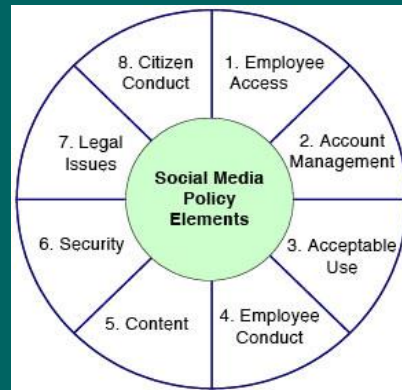 8. Citizen
Conduct
1. Employee
Access
2. Account
Management
3. Acceptable
Use
4. Employee
Conduct
5. Content
6. Security
7. Legal
Issues
Social Media
Policy
Elements